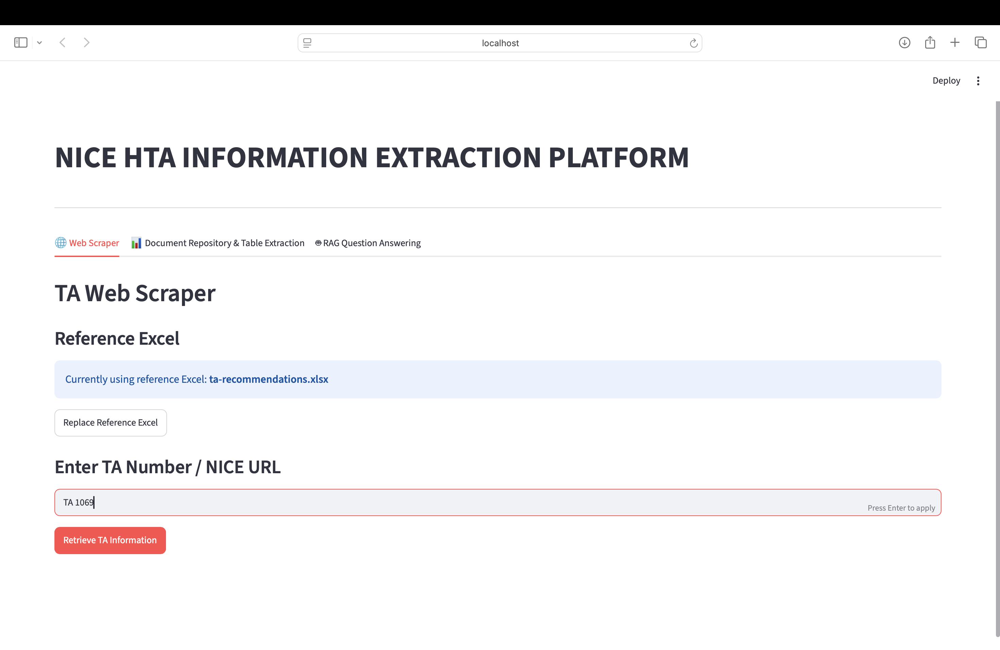 localhost
Deploy
NICE HTA INFORMATION EXTRACTION PLATFORM
Web Scraper
Document Repository & Table Extraction
RAG Question Answering
TA Web Scraper
Reference Excel
Currently using reference Excel: ta-recommendations.xlsx
Replace Reference Excel
Enter TA Number / NICE URL
TA 1069
Press Enter to apply
Retrieve TA Information